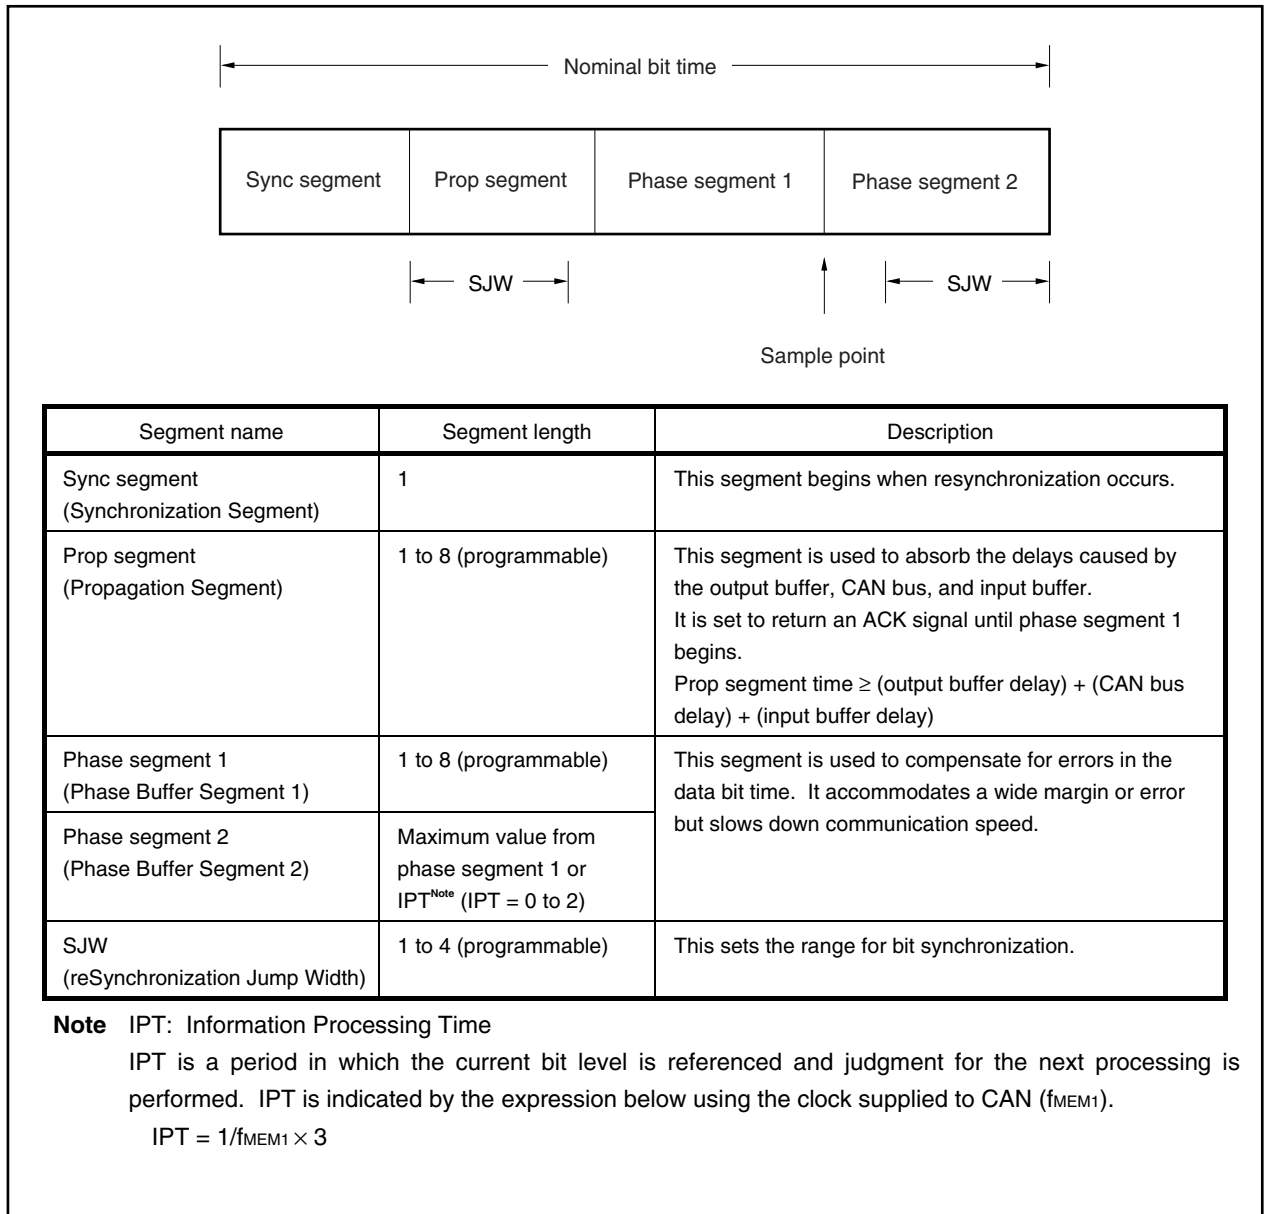 Nominal bit time
Sync segment Prop segment Phase segment 1 Phase segment 2
SJW SJW
Sample point
Segment name Segment length Description
Sync segment
(Synchronization Segment)
1
This segment begins when resynchronization occurs.
Prop segment
(Propagation Segment)
1 to 8 (programmable)
This segment is used to absorb the delays caused by
the output buffer, CAN bus, and input buffer.
It is set to return an ACK signal until phase segment 1
begins.
Prop segment time ≥ (output buffer delay) + (CAN bus
delay) + (input buffer delay)
Phase segment 1
(Phase Buffer Segment 1)
1 to 8 (programmable)
This segment is used to compensate for errors in the
data bit time. It accommodates a wide margin or error
but slows down communication speed.
Phase segment 2
(Phase Buffer Segment 2)
Maximum value from
phase segment 1 or
IPTNote (IPT = 0 to 2)
SJW
(reSynchronization Jump Width)
1 to 4 (programmable)
This sets the range for bit synchronization.
Note IPT: Information Processing Time
IPT is a period in which the current bit level is referenced and judgment for the next processing is
performed. IPT is indicated by the expression below using the clock supplied to CAN (fMEM1).
IPT = 1/fMEM1 × 3